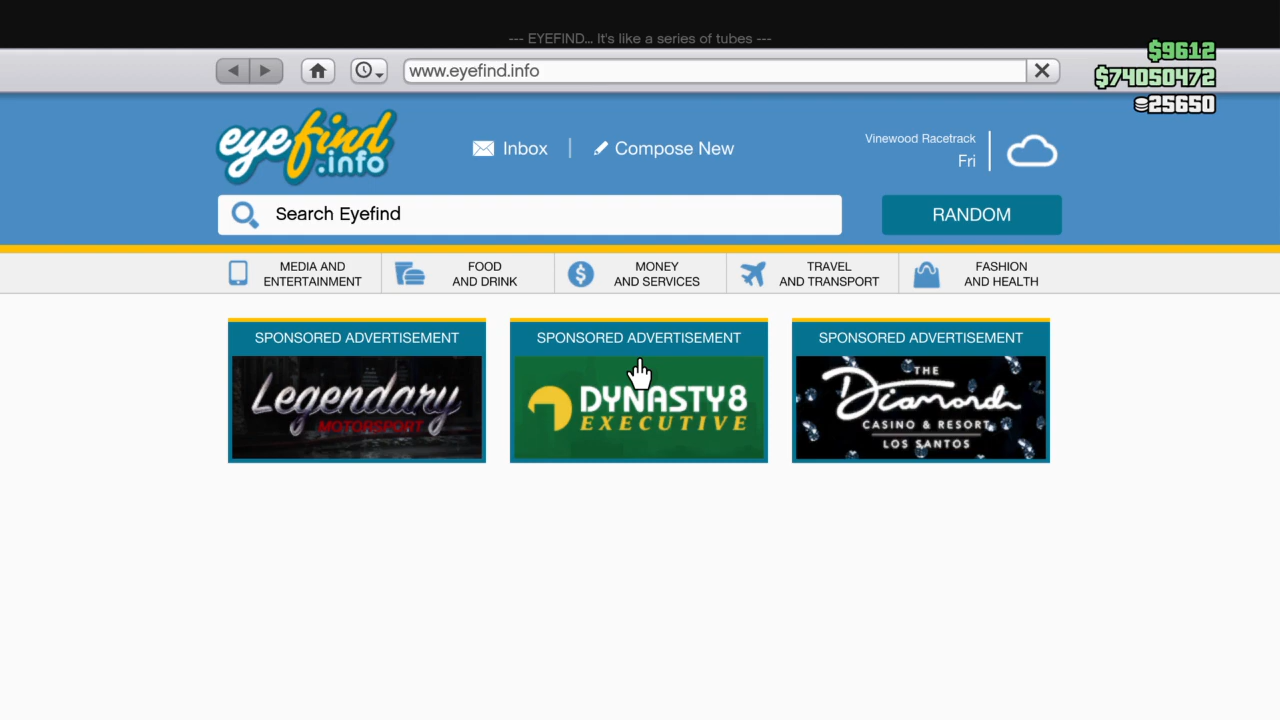 --- EYEFIND... It's like a series of tubes ---
www.eyefind.info
$9612
$74050472
25650
eyefind
.info
Inbox
Compose New
Vinewood Racetrack
Fri
Search Eyefind
RANDOM
MEDIA AND
ENTERTAINMENT
FOOD
AND DRINK
MONEY
AND SERVICES
TRAVEL
AND TRANSPORT
FASHION
AND HEALTH
SPONSORED ADVERTISEMENT
Legendary
MOTORSPORT
SPONSORED ADVERTISEMENT
DYNASTY8
EXECUTIVE
SPONSORED ADVERTISEMENT
THE
Diamond
CASINO & RESORT
LOS SANTOS